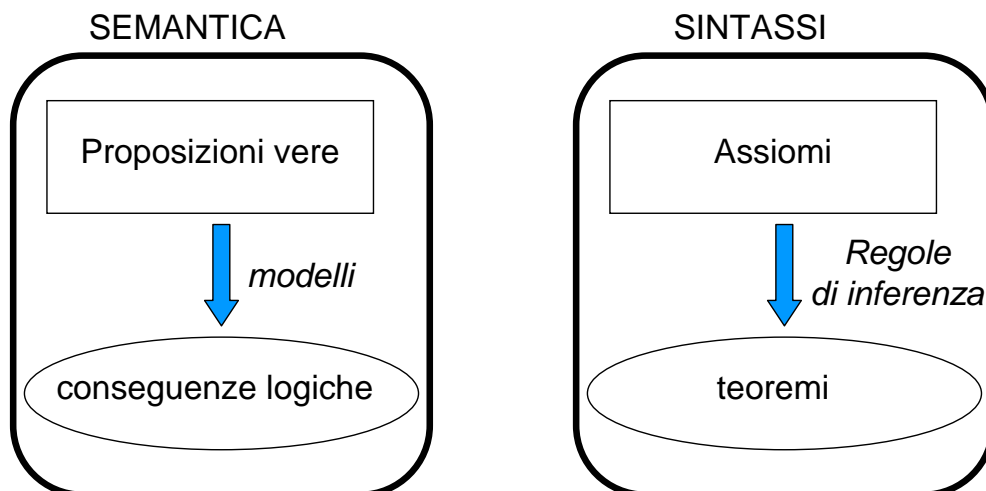 SEMANTICA
Proposizioni vere
modelli
conseguenze logiche
SINTASSI
Assiomi
Regole
di inferenza
teoremi